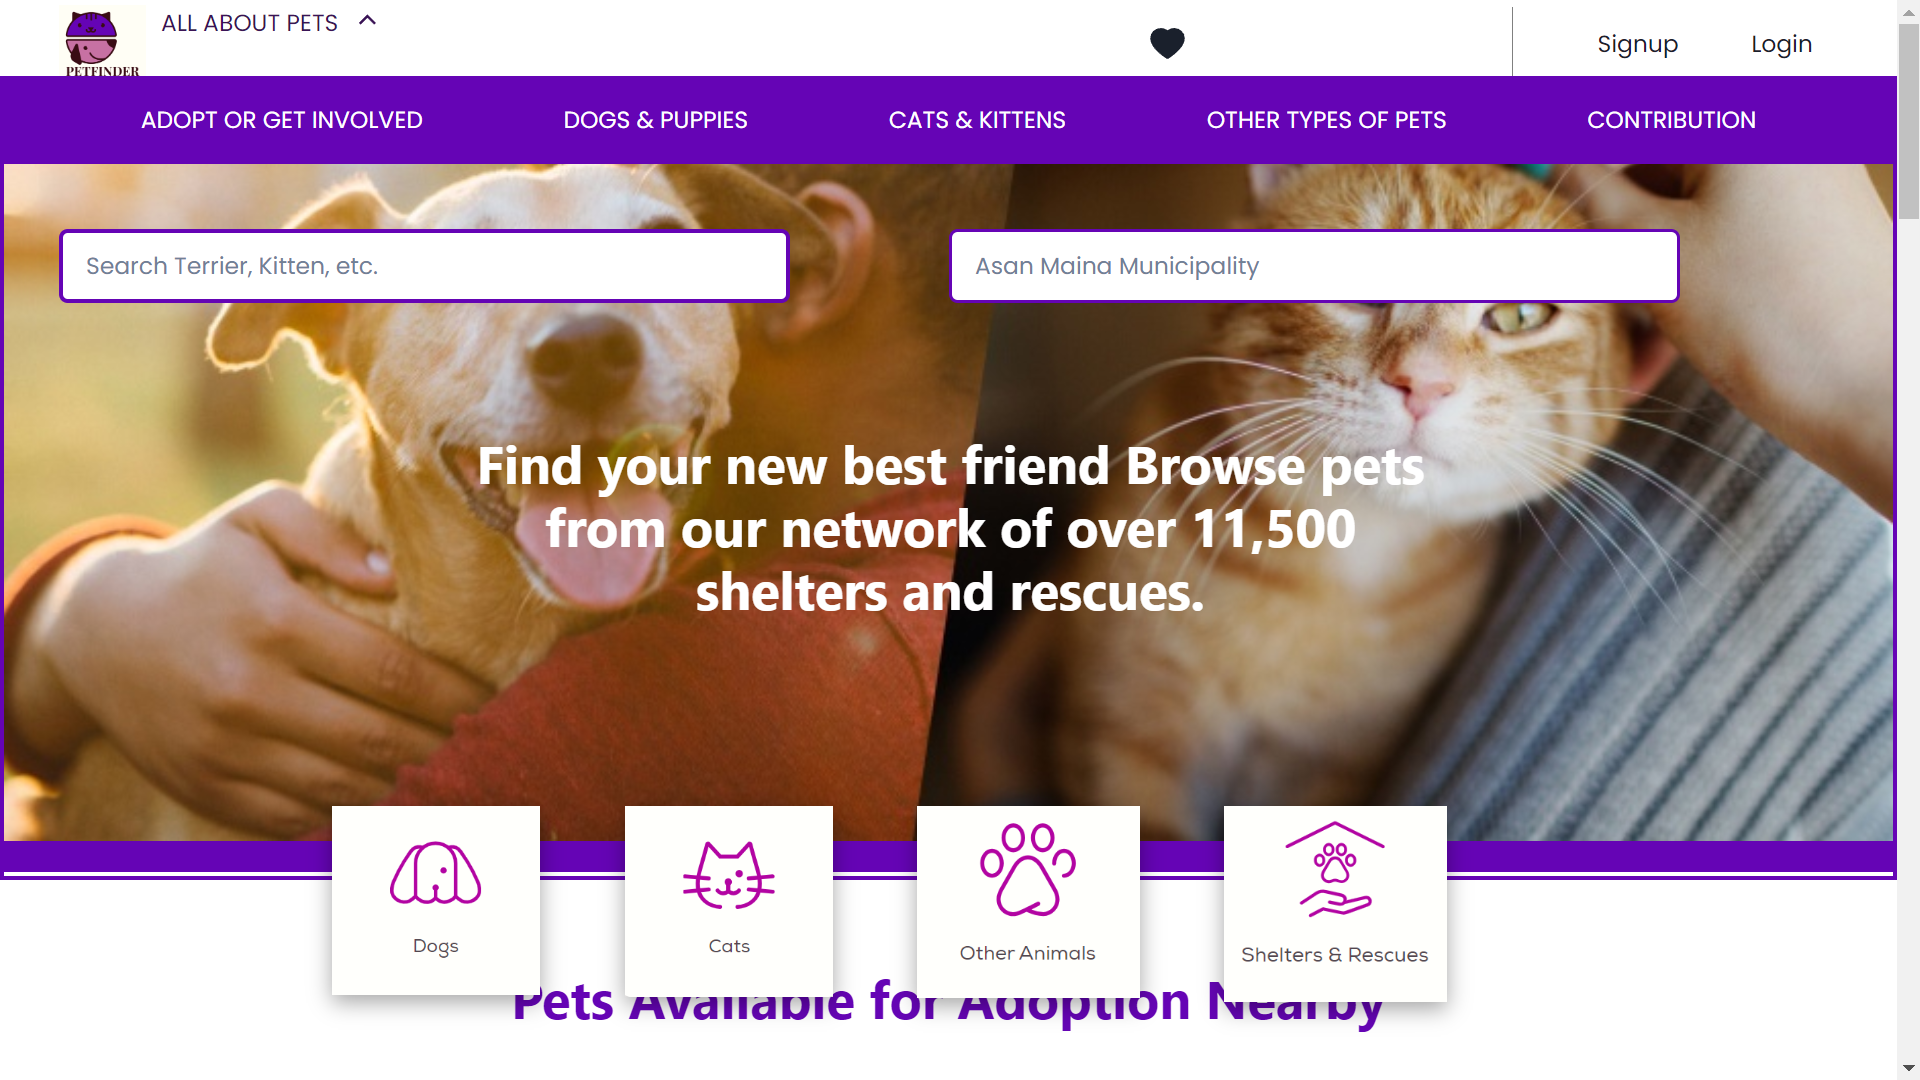 PETFINDER
ALL ABOUT PETS
Signup
Login
ADOPT OR GET INVOLVED
DOGS & PUPPIES
CATS & KITTENS
OTHER TYPES OF PETS
CONTRIBUTION
Search Terrier, Kitten, etc.
Asan Maina Municipality
Find your new best friend Browse pets
from our network of over 11,500
shelters and rescues.
Dogs
Cats
Other Animals
Shelters & Rescues
Pets Available for Adoption Nearby